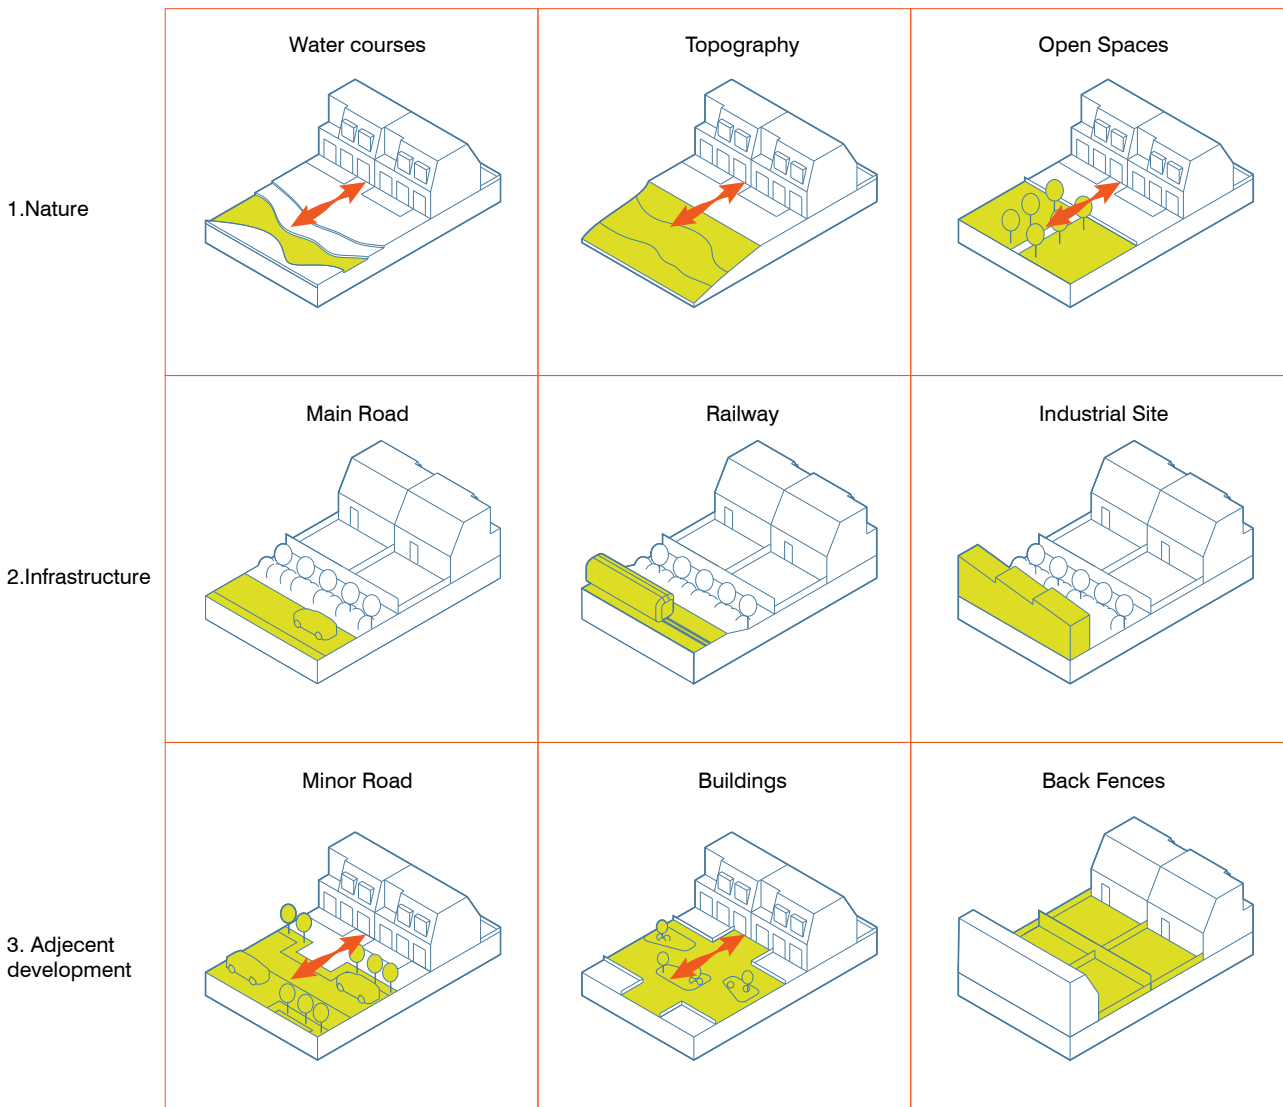 Water courses
Topography
Open Spaces
1.Nature
Main Road
Railway
Industrial Site
2.Infrastructure
Minor Road
Buildings
Back Fences
3. Adjecent
development